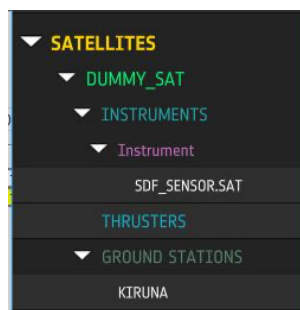 SATELLITES
DUMMY_SAT
INSTRUMENTS
Instrument
SDF_SENSOR.SAT
THRUSTERS
GROUND STATIONS
KIRUNA